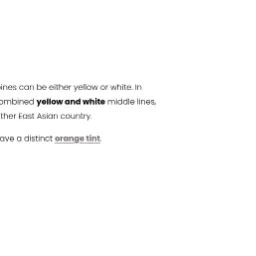 ines can be either yellow or white. In
ombined yellow and white middle lines,
ther East Asian country.
ave a distinct orange tint.